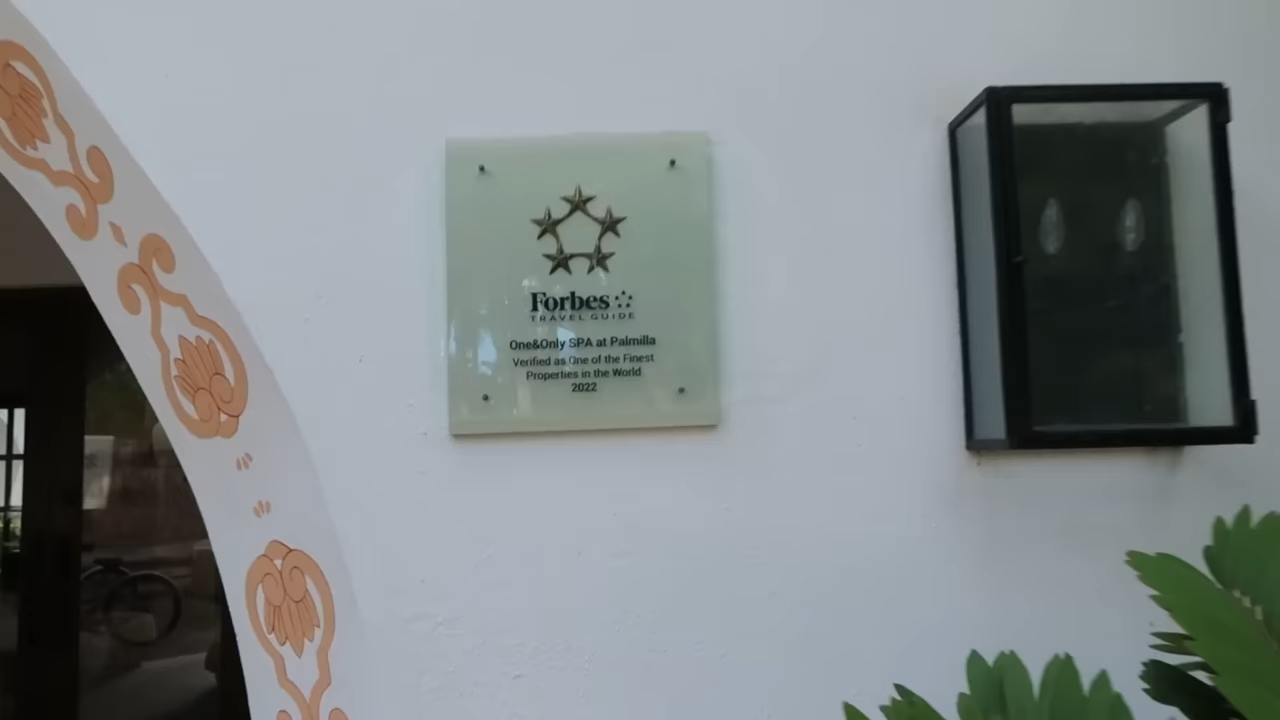 Forbes
TRAVEL GUIDE
One&Only SPA at Palmilla
Verified as One of the Finest
Properties in the World
2022